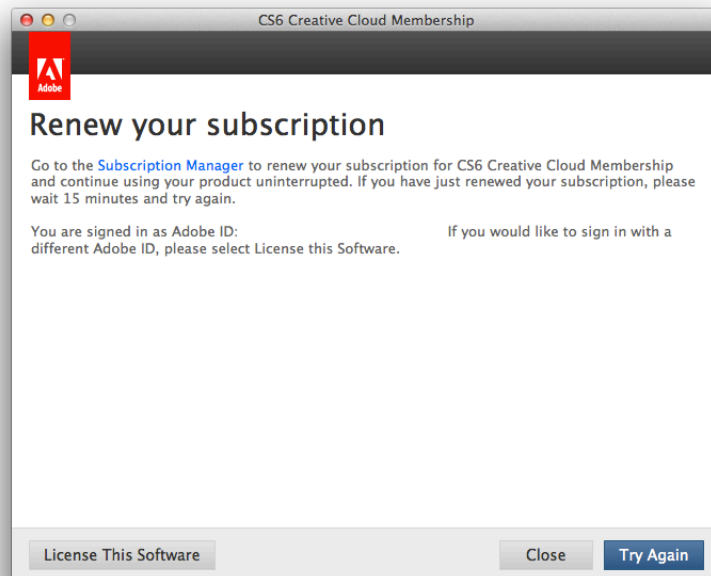 CS6 Creative Cloud Membership
Adobe
Renew your subscription
Go to the Subscription Manager to renew your subscription for CS6 Creative Cloud Membership
and continue using your product uninterrupted. If you have just renewed your subscription, please
wait 15 minutes and try again.
You are signed in as Adobe ID: If you would like to sign in with a
different Adobe ID, please select License this Software.
License This Software Close Try Again